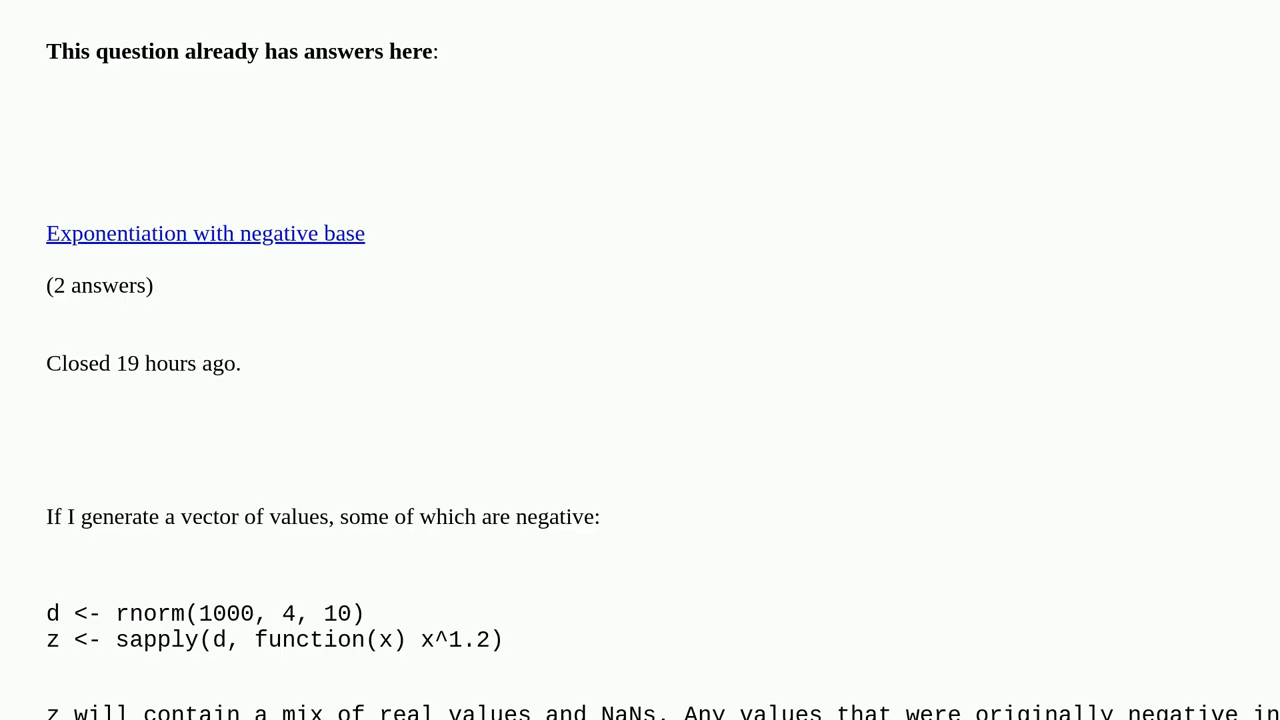 This question already has answers here:
Exponentiation with negative base
(2 answers)
Closed 19 hours ago.
If I generate a vector of values, some of which are negative:
d <- rnorm(1000, 4, 10)
z <- sapply(d, function(x) x^1.2)
z will contain a mix of real values and NaNs. Any values that were originally negative in